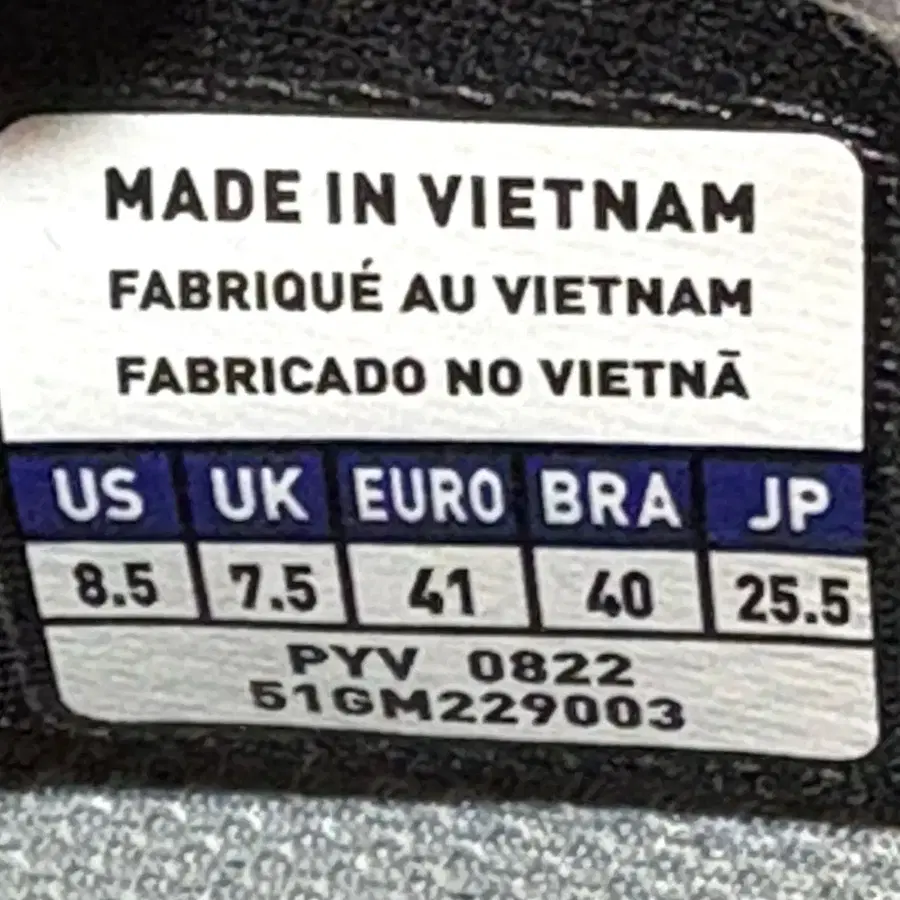 MADE IN VIETNAM
FABRIQUÉ AU VIETNAM
FABRICADO NO VIETNÃ
US UK EURO BRA JP
8.5 7.5 41 40 25.5
PYV 0822
51GM229003